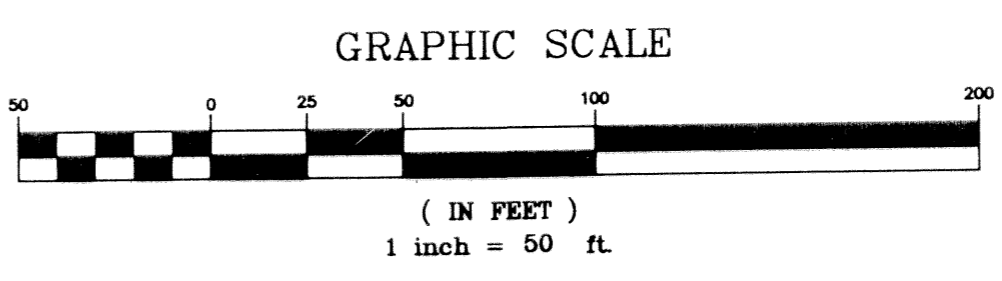 GRAPHIC SCALE
50 0 25 50 100 200
( IN FEET )
1 inch = 50 ft.